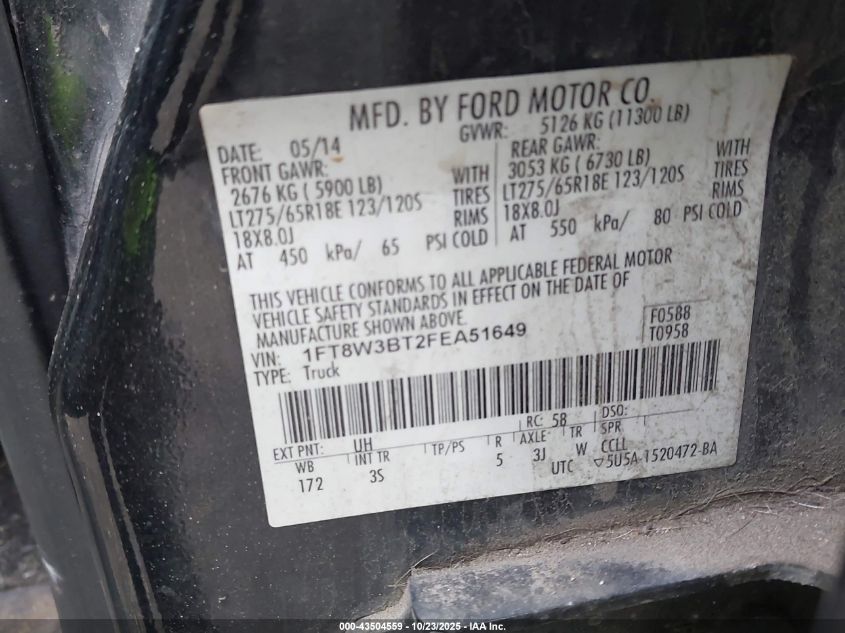 MFD. BY FORD MOTOR CO.
DATE: 05/14 GVWR: 5126 KG (11300 LB)
FRONT GAWR: REAR GAWR:
2676 KG ( 5900 LB) WITH 3053 KG ( 6730 LB) WITH
LT275/65R18E 123/120S TIRES LT275/65R18E 123/120S TIRES
18X8.0J RIMS 18X8.0J RIMS
AT 450 kPa/ 65 PSI COLD AT 550 kPa/ 80 PSI COLD
THIS VEHICLE CONFORMS TO ALL APPLICABLE FEDERAL MOTOR
VEHICLE SAFETY STANDARDS IN EFFECT ON THE DATE OF
MANUFACTURE SHOWN ABOVE.
F0588
VIN: 1FT8W3BT2FEA51649 T0958
TYPE: Truck
EXT PNT: UH RC: 58 DSO:
WB INT TR TP/PS R AXLE TR SPR
172 3S 5 3J W CCLL
UTC ▽5U5A-1520472-BA
000-43504559 - 10/23/2025 - IAA Inc.